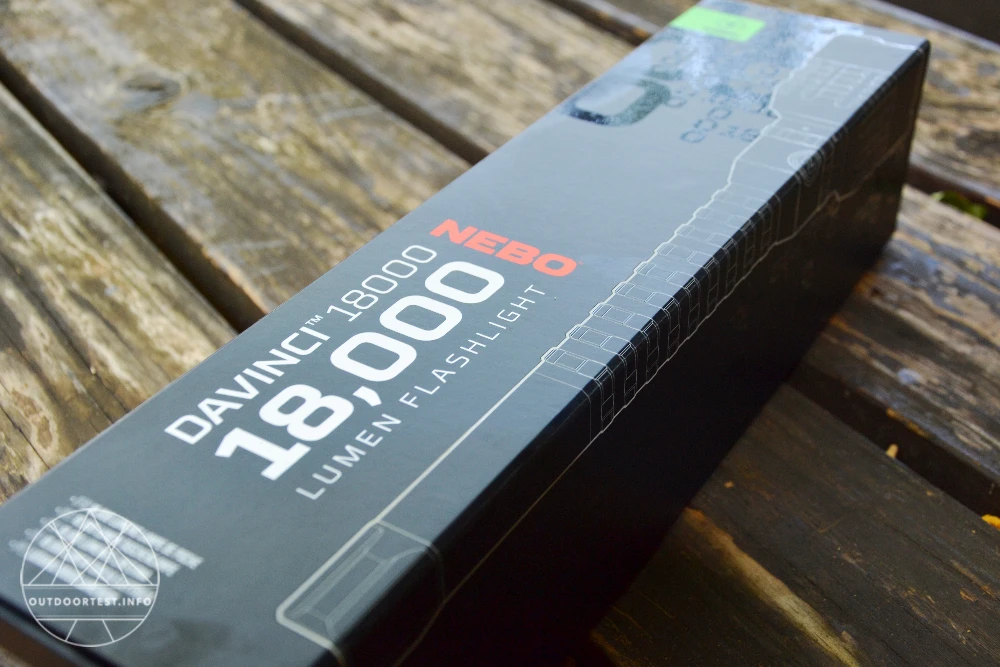 NEBO
DAVINCI™ 18000
18,000
LUMEN FLASHLIGHT
OUTDOORTEST.INFO